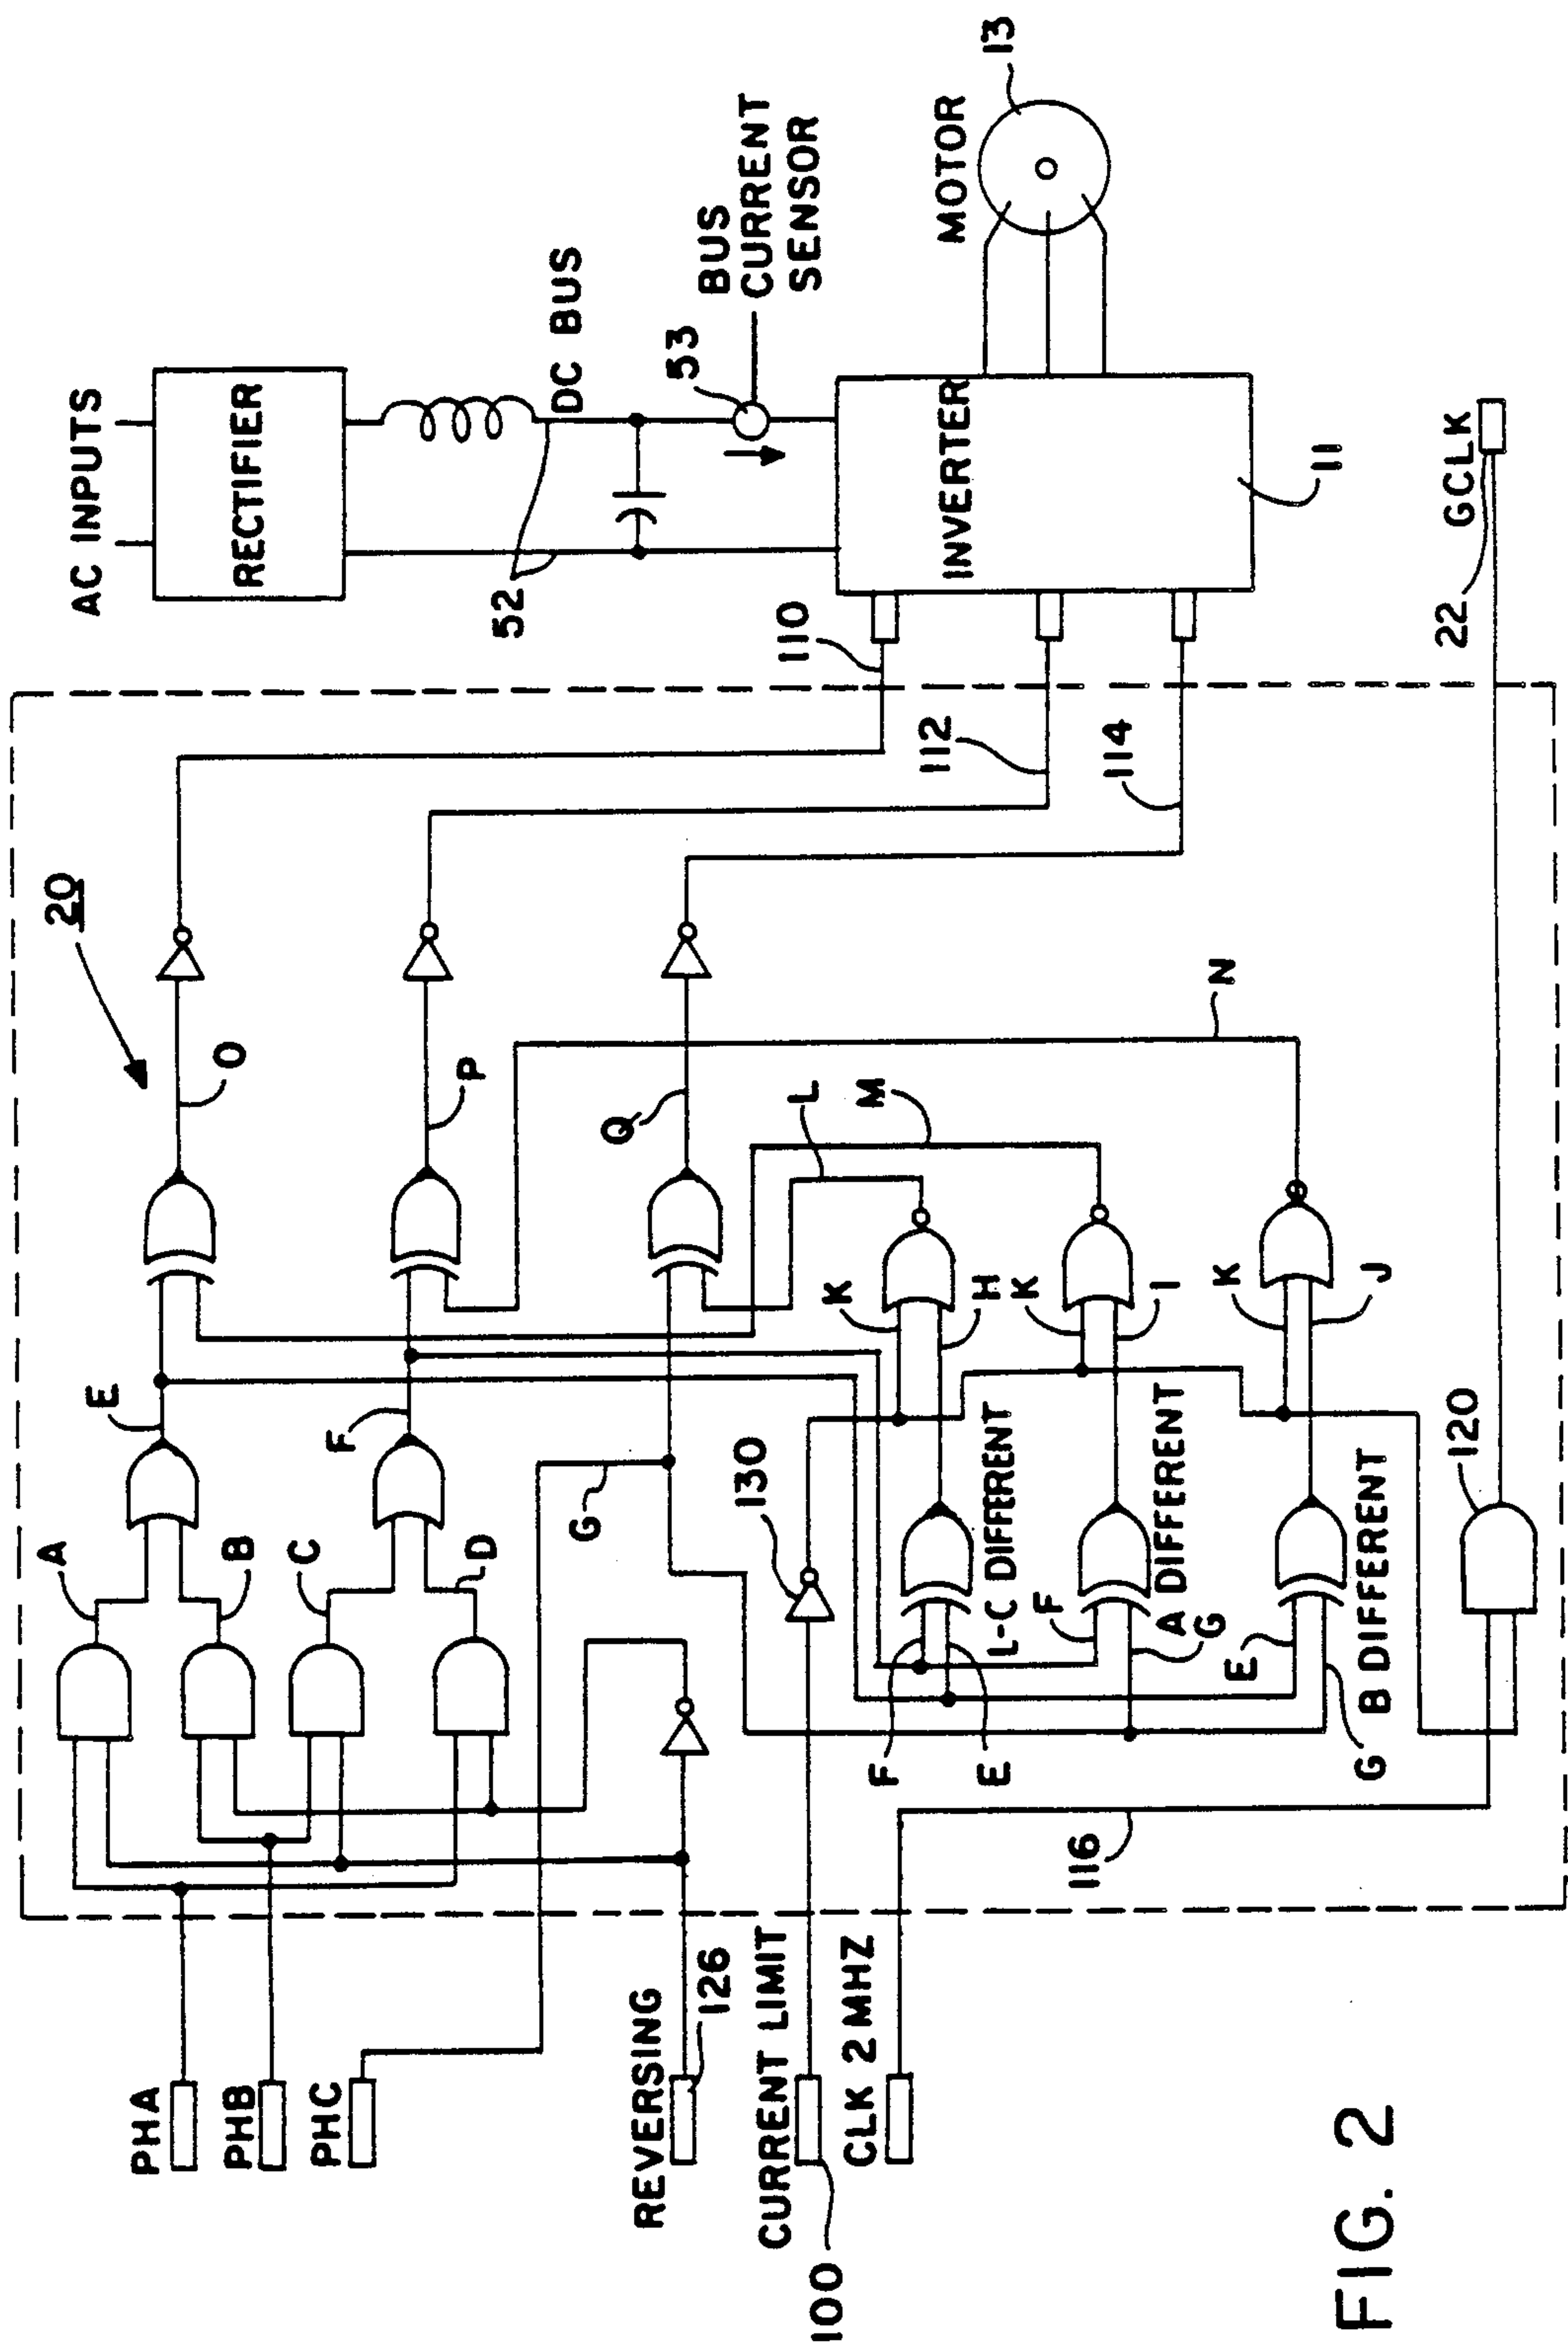 AC INPUTS
RECTIFIER
DC BUS
52
53
BUS
CURRENT
SENSOR
MOTOR
13
INVERTER
11
110
112
114
GCLK
22
20
O
P
Q
N
L
M
E
F
G
A
B
C
D
130
K
H
K
I
K
J
L-C DIFFERENT
A DIFFERENT
B DIFFERENT
F
E
F
G
E
G
120
116
PHA
PHB
PHC
REVERSING
126
CURRENT LIMIT
100
CLK 2 MHZ
FIG. 2